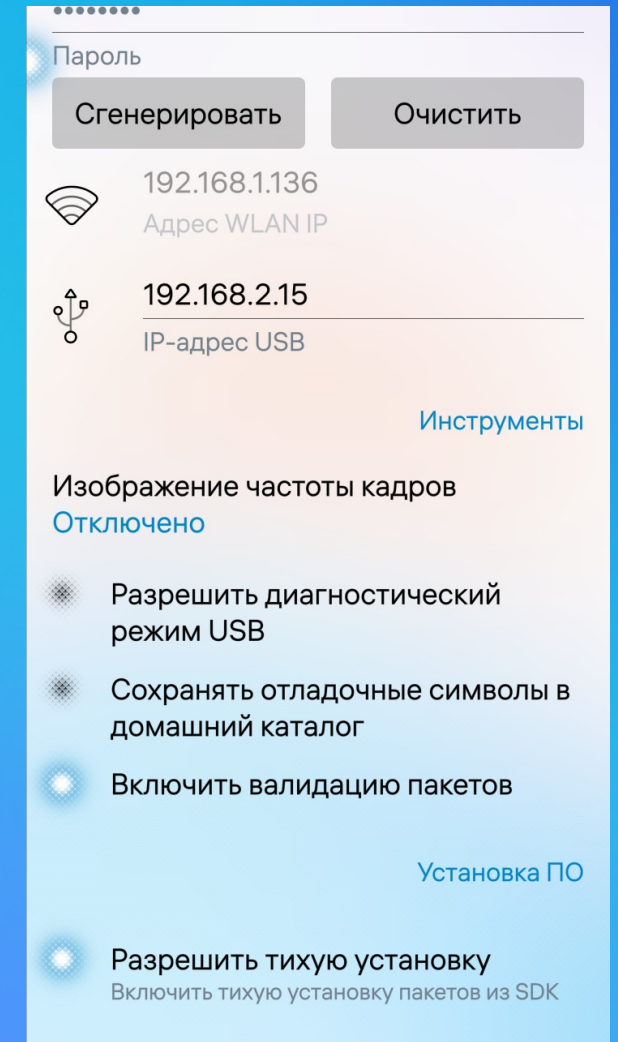 ••••••••
Пароль
Сгенерировать
Очистить
192.168.1.136
Адрес WLAN IP
192.168.2.15
IP-адрес USB
Инструменты
Изображение частоты кадров
Отключено
Разрешить диагностический
режим USB
Сохранять отладочные символы в
домашний каталог
Включить валидацию пакетов
Установка ПО
Разрешить тихую установку
Включить тихую установку пакетов из SDK